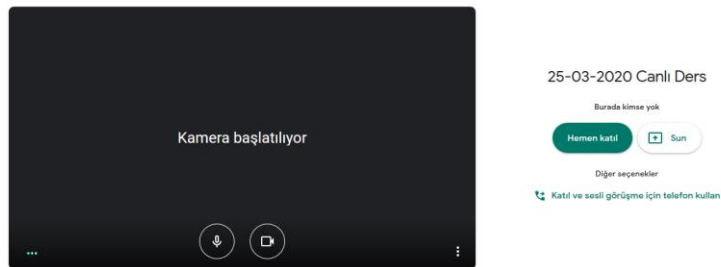 Kamera başlatılıyor
25-03-2020 Canlı Ders
Burada kimse yok
Hemen katıl
Sun
Diğer seçenekler
Katıl ve sesli görüşme için telefon kullan